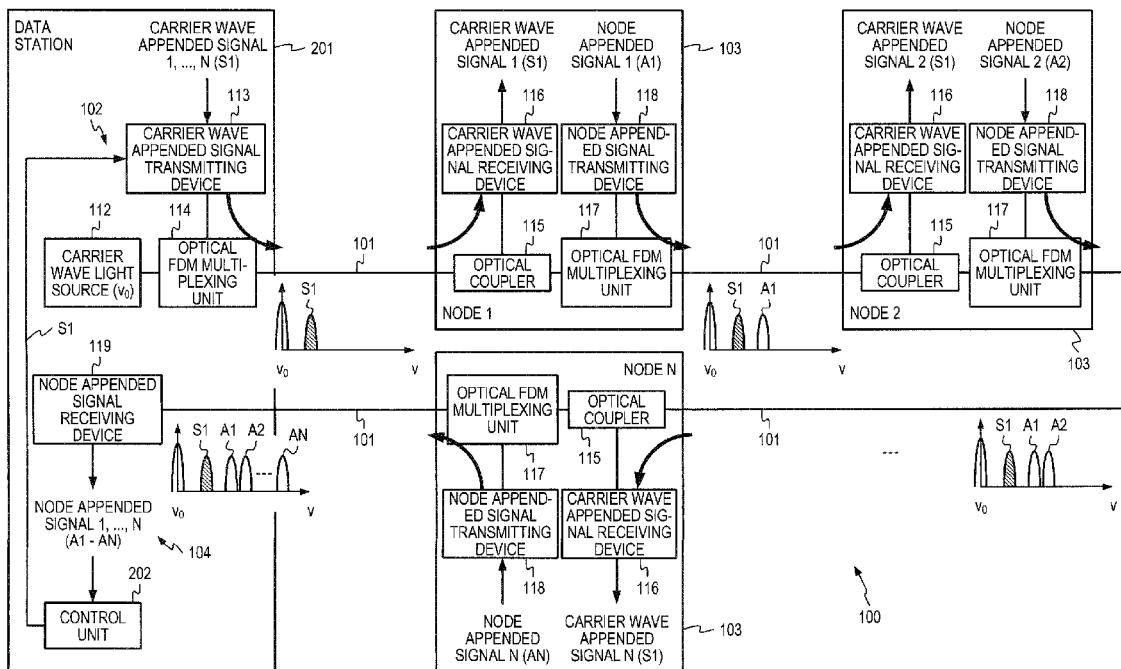 DATA
STATION
CARRIER WAVE
APPENDED SIGNAL
1, ..., N (S1)
201
102
113
CARRIER WAVE
APPENDED SIGNAL
TRANSMITTING
DEVICE
112
114
CARRIER
WAVE LIGHT
SOURCE (v0)
OPTICAL
FDM MULTI-
PLEXING
UNIT
101
S1
v0
v
S1
119
NODE APPENDED
SIGNAL
RECEIVING
DEVICE
NODE APPENDED
SIGNAL 1, ..., N
(A1 - AN)
104
202
CONTROL
UNIT
CARRIER WAVE
APPENDED
SIGNAL 1 (S1)
NODE
APPENDED
SIGNAL 1 (A1)
103
116
118
CARRIER WAVE
APPENDED SIG-
NAL RECEIVING
DEVICE
NODE APPEND-
ED SIGNAL
TRANSMITTING
DEVICE
115
117
OPTICAL
COUPLER
OPTICAL FDM
MULTIPLEXING
UNIT
NODE 1
101
S1
A1
v0
v
CARRIER WAVE
APPENDED
SIGNAL 2 (S1)
NODE
APPENDED
SIGNAL 2 (A2)
116
118
CARRIER WAVE
APPENDED SIG-
NAL RECEIVING
DEVICE
NODE APPEND-
ED SIGNAL
TRANSMITTING
DEVICE
115
117
OPTICAL
COUPLER
OPTICAL FDM
MULTIPLEXING
UNIT
NODE 2
103
S1
A1
A2
AN
v0
v
101
NODE N
OPTICAL FDM
MULTIPLEXING
UNIT
OPTICAL
COUPLER
117
115
NODE APPEND-
ED SIGNAL
TRANSMITTING
DEVICE
CARRIER WAVE
APPENDED SIG-
NAL RECEIVING
DEVICE
118
116
NODE
APPENDED
SIGNAL N (AN)
CARRIER WAVE
APPENDED
SIGNAL N (S1)
103
101
...
S1
A1
A2
v0
v
100